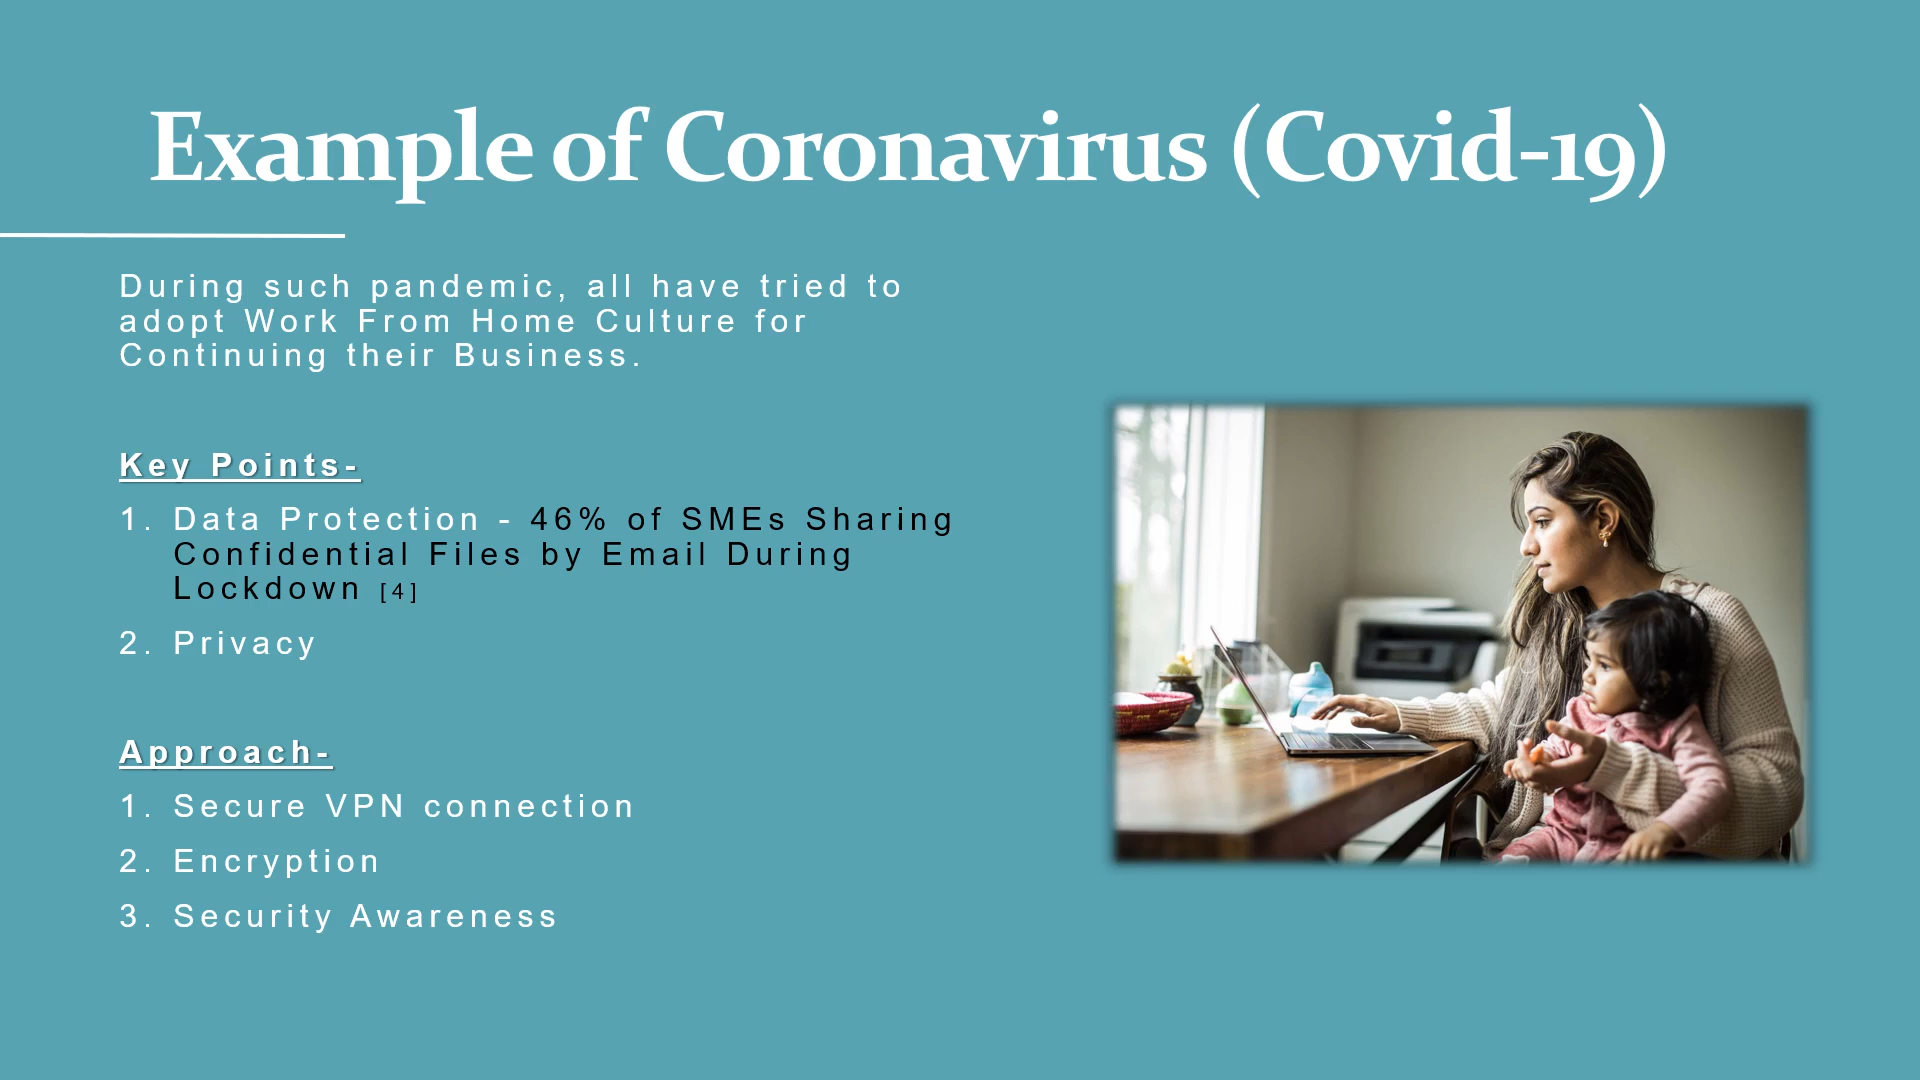 Example of Coronavirus (Covid-19)
During such pandemic, all have tried to
adopt Work From Home Culture for
Continuing their Business.
Key Points-
1. Data Protection - 46% of SMEs Sharing
Confidential Files by Email During
Lockdown [4]
2. Privacy
Approach-
1. Secure VPN connection
2. Encryption
3. Security Awareness